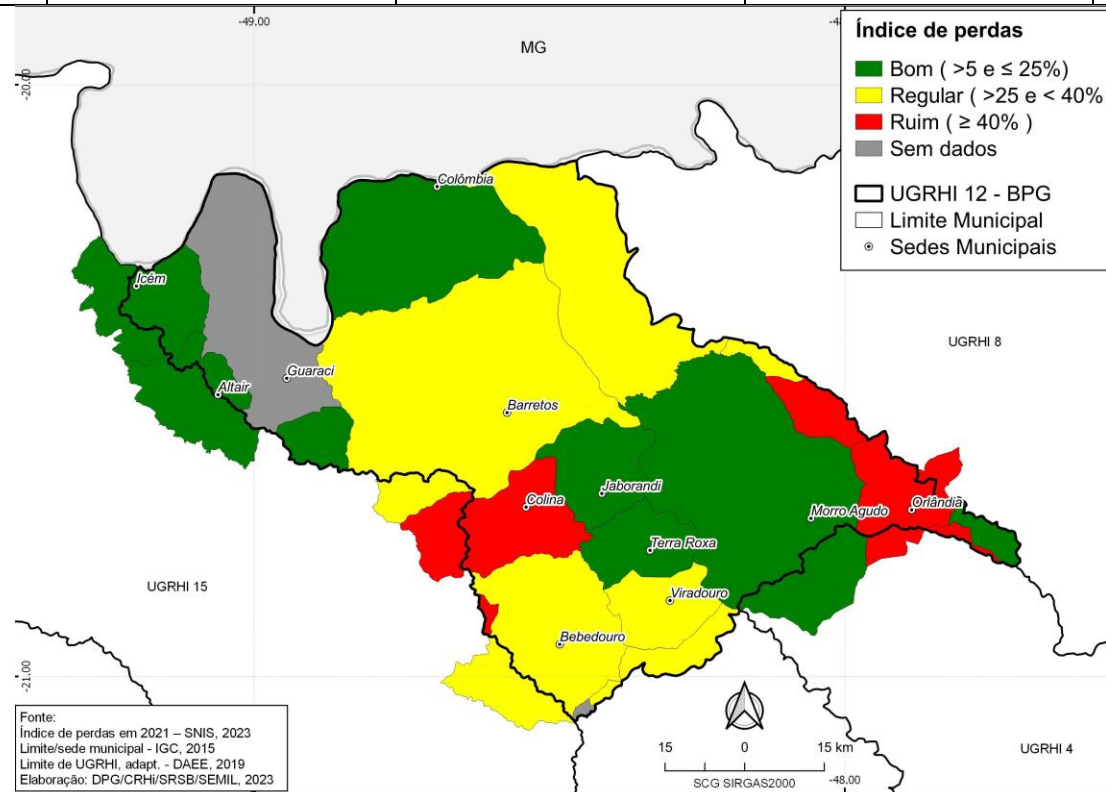 -49.00
-4
MG
-20.00
Índice de perdas
Bom ( >5 e ≤ 25%)
Regular ( >25 e < 40%
Ruim ( ≥ 40% )
Sem dados
UGRHI 12 - BPG
Limite Municipal
Sedes Municipais
Colômbia
Icém
UGRHI 8
Guaraci
Altair
Barretos
Jaborandi
Colina
Morro Agudo
Orlândia
Terra Roxa
UGRHI 15
Viradouro
Bebedouro
-21.00
Fonte:
Índice de perdas em 2021 – SNIS, 2023
Limite/sede municipal - IGC, 2015
Limite de UGRHI, adapt. - DAEE, 2019
Elaboração: DPG/CRHi/SRSB/SEMIL, 2023
15 0 15 km
SCG SIRGAS2000
UGRHI 4
-48.00